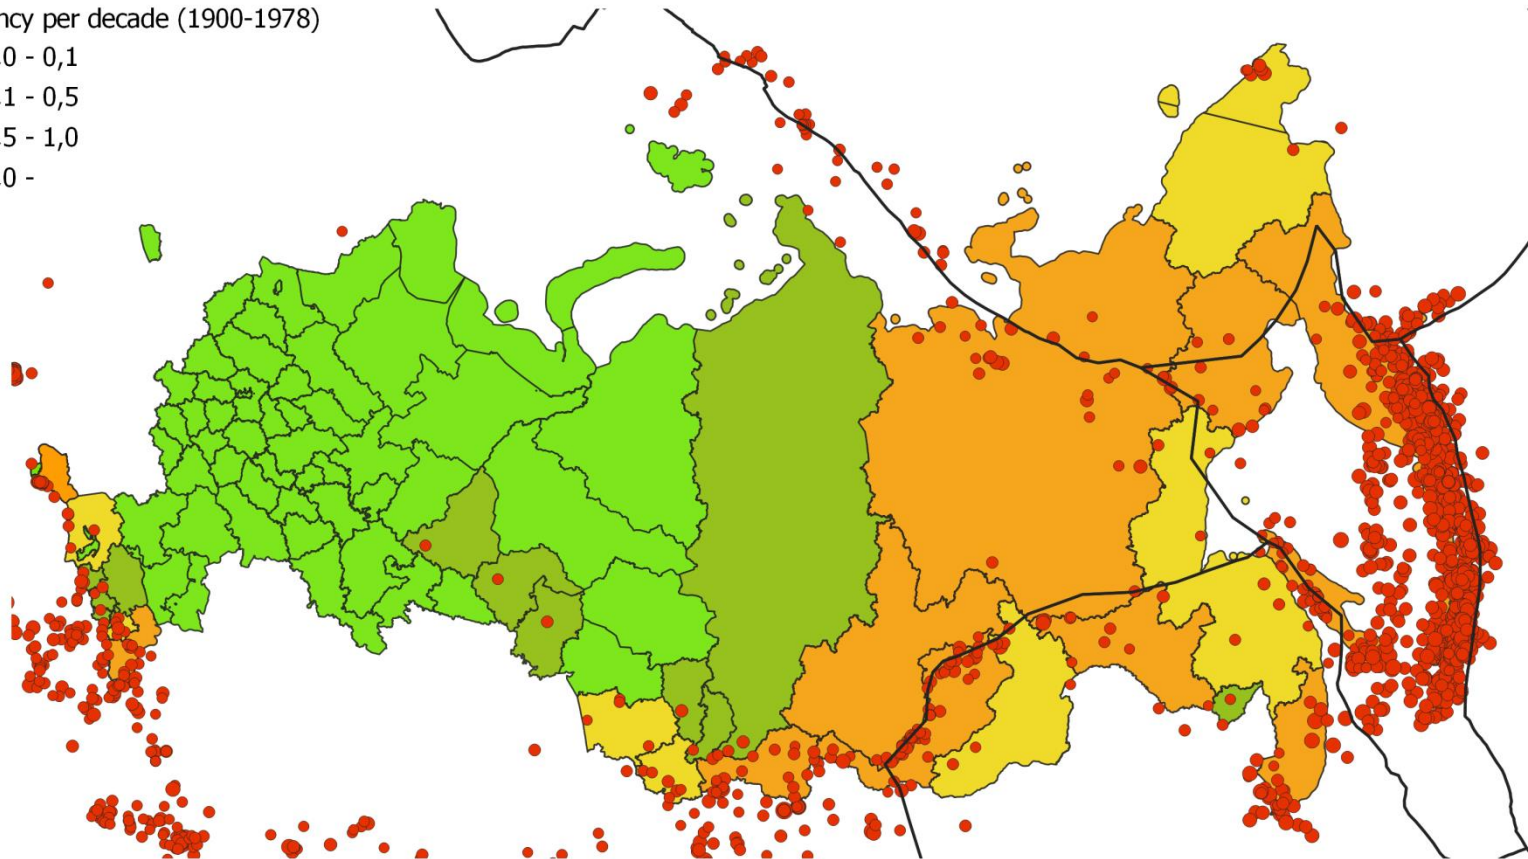 ncy per decade (1900-1978)
0 - 0,1
1 - 0,5
5 - 1,0
0 -